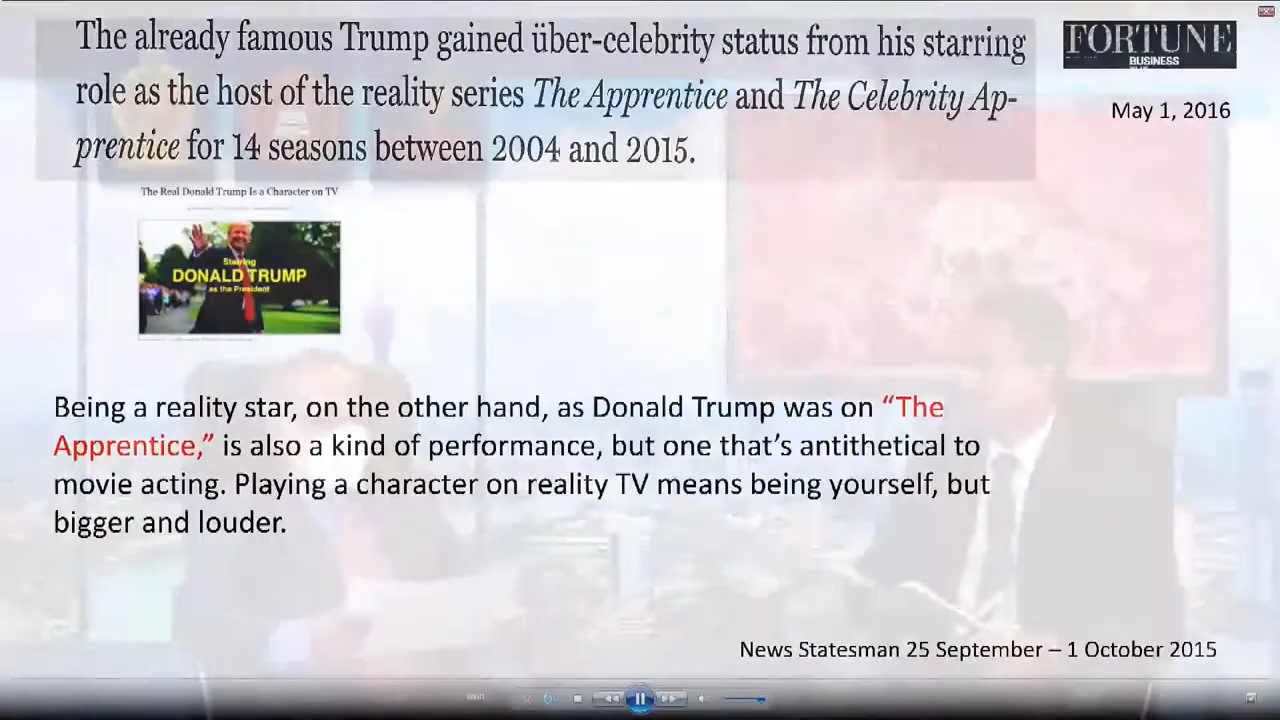 The already famous Trump gained über-celebrity status from his starring
role as the host of the reality series The Apprentice and The Celebrity Ap-
prentice for 14 seasons between 2004 and 2015.
FORTUNE
BUSINESS
May 1, 2016
The Real Donald Trump Is a Character on TV
Starring
DONALD TRUMP
as the President
Being a reality star, on the other hand, as Donald Trump was on “The
Apprentice,” is also a kind of performance, but one that’s antithetical to
movie acting. Playing a character on reality TV means being yourself, but
bigger and louder.
News Statesman 25 September – 1 October 2015